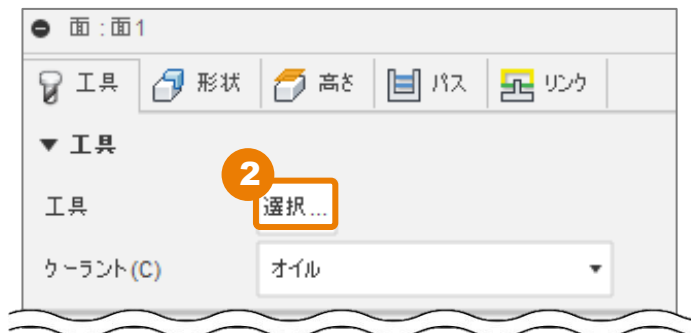 面 : 面1
工具 形状 高さ パス リンク
▼ 工具
2
工具 選択...
クーラント(C) オイル